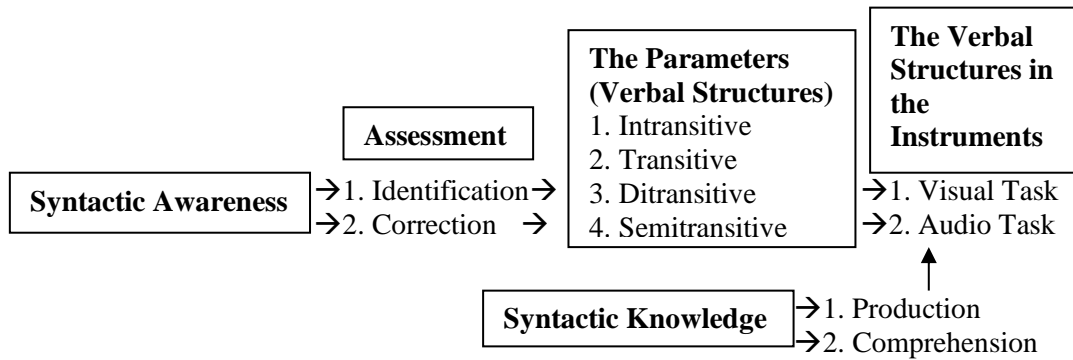 Syntactic Awareness
Assessment
→1. Identification→
→2. Correction →
The Parameters
(Verbal Structures)
1. Intransitive
2. Transitive
3. Ditransitive
4. Semitransitive
The Verbal
Structures in
the
Instruments
→1. Visual Task
→2. Audio Task
Syntactic Knowledge
→1. Production
→2. Comprehension